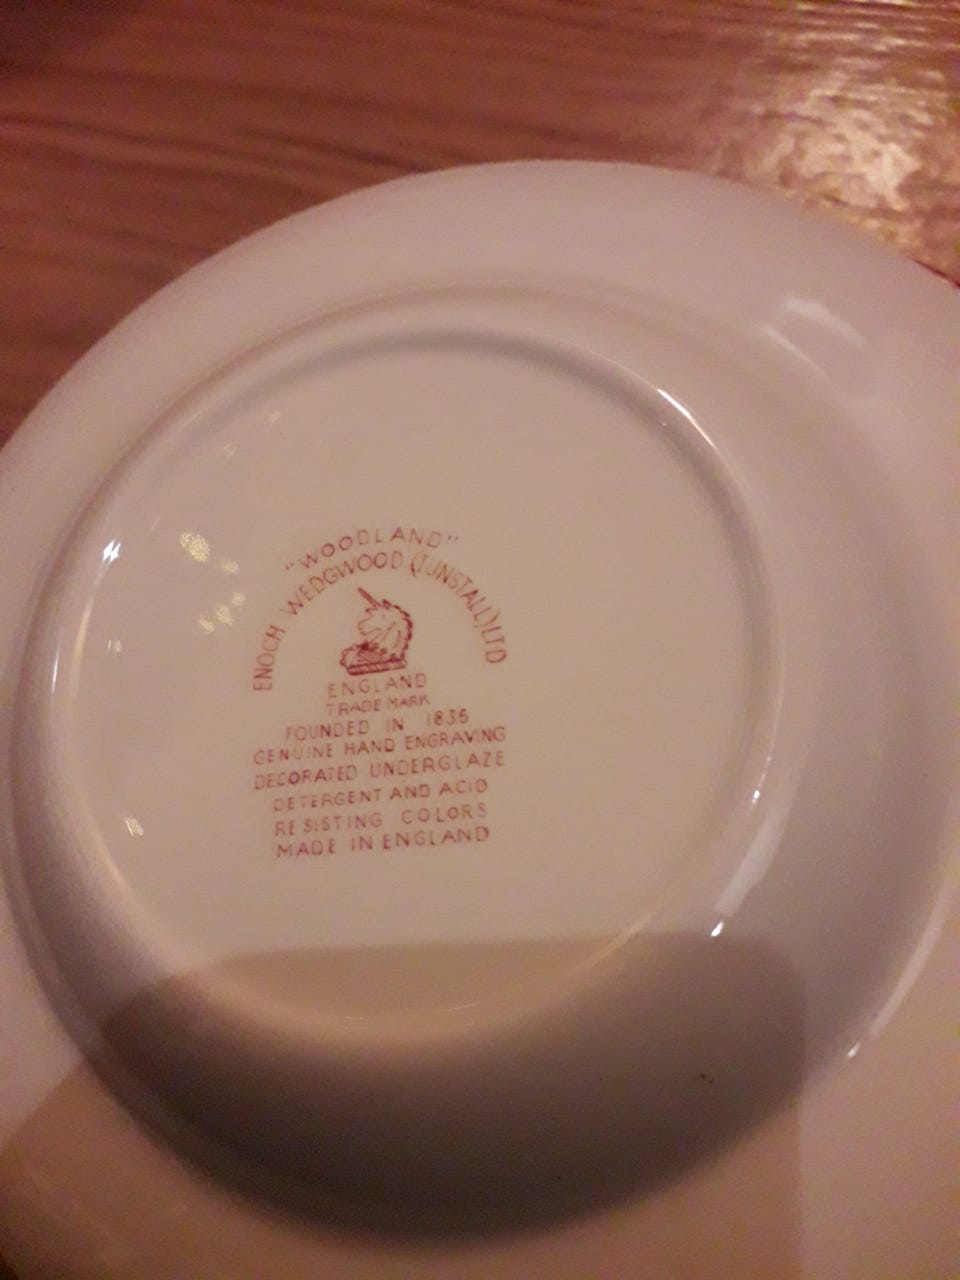 "WOODLAND"
ENOCH WEDGWOOD (TUNSTALL) LTD
ENGLAND
TRADE MARK
FOUNDED IN 1835
GENUINE HAND ENGRAVING
DECORATED UNDERGLAZE
DETERGENT AND ACID
RESISTING COLORS
MADE IN ENGLAND